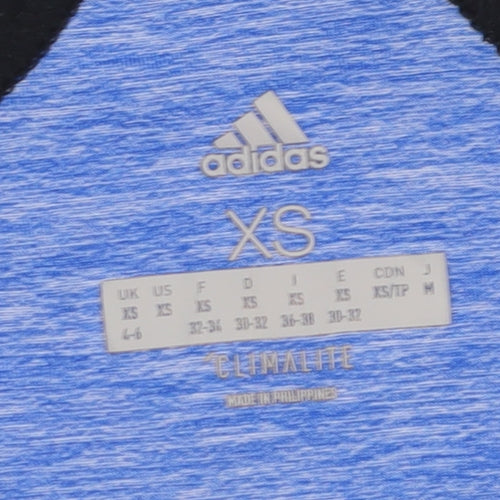 adidas
XS
UK US F D I E CDN J
XS XS XS XS XS XS XS/TP M
4-6 32-34 30-32 36-38 30-32
CLIMALITE
MADE IN PHILIPPINES